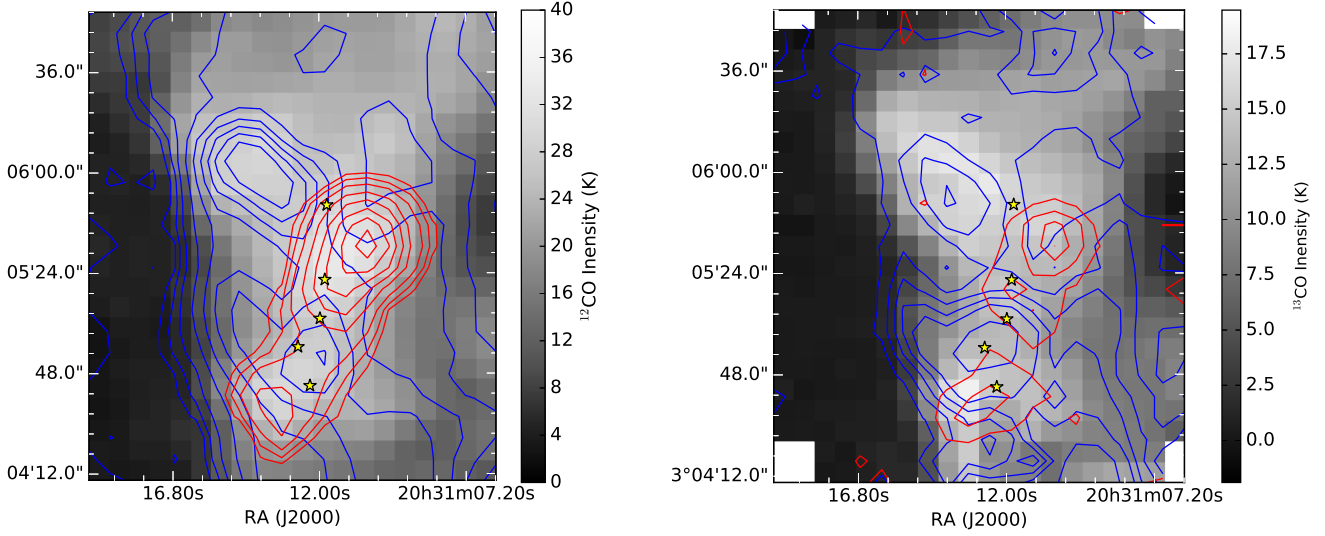 36.0"
06'00.0"
05'24.0"
48.0"
04'12.0"
16.80s
12.00s
20h31m07.20s
RA (J2000)
40
36
32
28
24
20
16
12
8
4
0
¹²CO Inensity (K)
36.0"
06'00.0"
05'24.0"
48.0"
3°04'12.0"
16.80s
12.00s
20h31m07.20s
RA (J2000)
17.5
15.0
12.5
10.0
7.5
5.0
2.5
0.0
¹³CO Inensity (K)